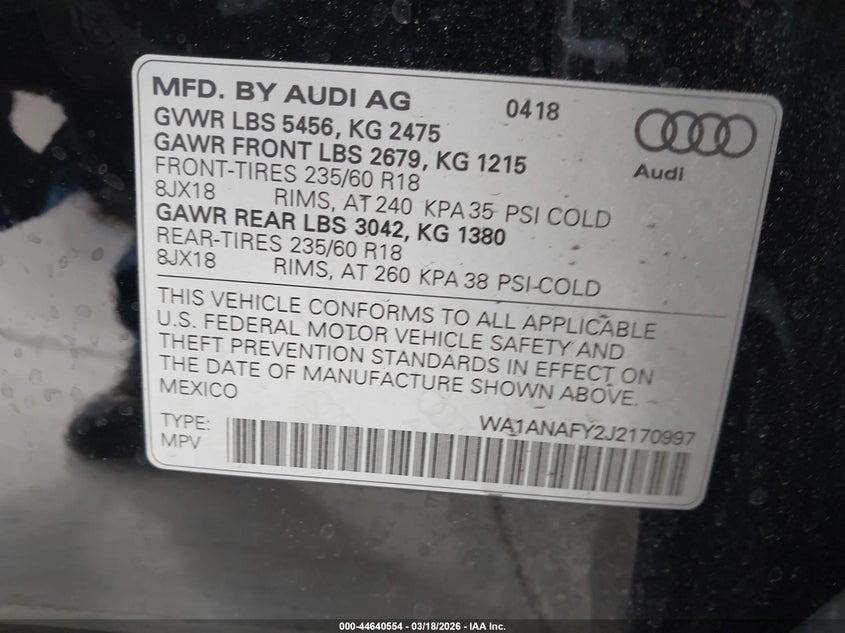 MFD. BY AUDI AG 0418
GVWR LBS 5456, KG 2475
GAWR FRONT LBS 2679, KG 1215
FRONT-TIRES 235/60 R18
8JX18 RIMS, AT 240 KPA 35 PSI COLD
GAWR REAR LBS 3042, KG 1380
REAR-TIRES 235/60 R18
8JX18 RIMS, AT 260 KPA 38 PSI-COLD
Audi
THIS VEHICLE CONFORMS TO ALL APPLICABLE
U.S. FEDERAL MOTOR VEHICLE SAFETY AND
THEFT PREVENTION STANDARDS IN EFFECT ON
THE DATE OF MANUFACTURE SHOWN ABOVE.
MEXICO
TYPE: WA1ANAFY2J2170997
MPV
000-44640554 - 03/18/2026 - IAA Inc.